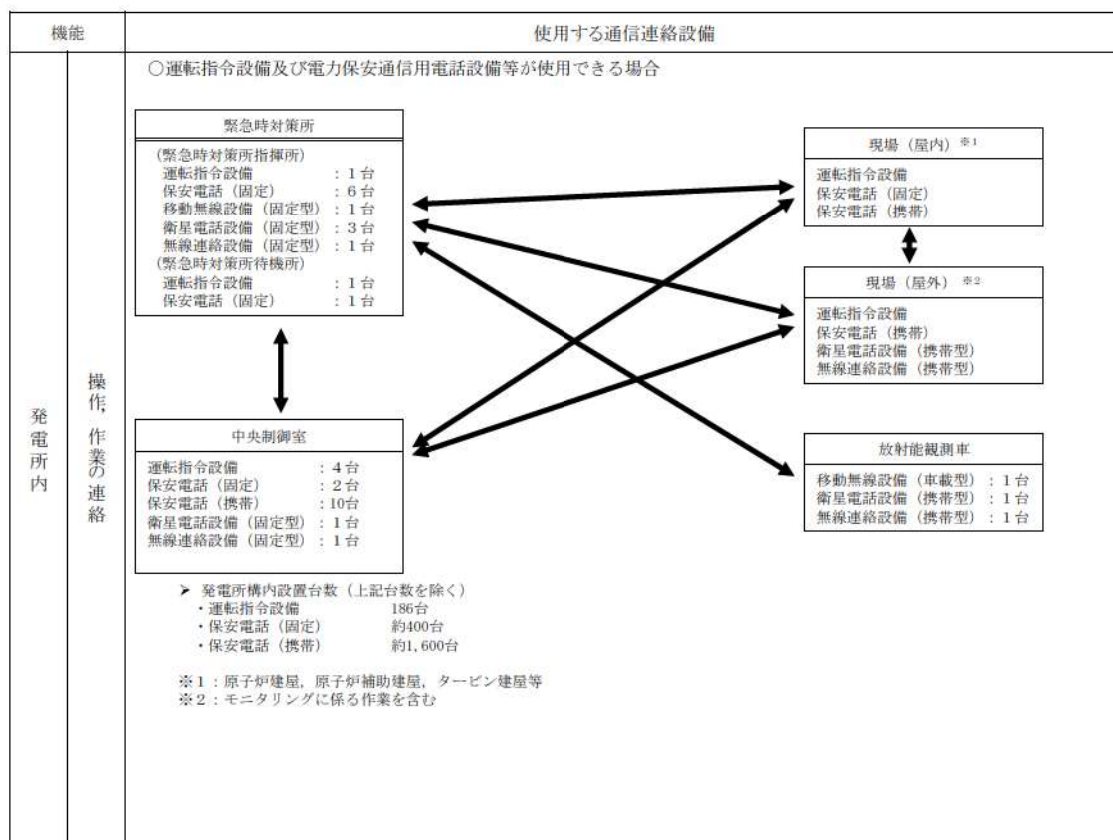 機能
使用する通信連絡設備
発電所内
操作，作業の連絡
○運転指令設備及び電力保安通信用電話設備等が使用できる場合
緊急時対策所
(緊急時対策所指揮所)
運転指令設備 : 1台
保安電話（固定） : 6台
移動無線設備（固定型）: 1台
衛星電話設備（固定型）: 3台
無線連絡設備（固定型）: 1台
(緊急時対策所待機所)
運転指令設備 : 1台
保安電話（固定） : 1台
中央制御室
運転指令設備 : 4台
保安電話（固定） : 2台
保安電話（携帯） : 10台
衛星電話設備（固定型）: 1台
無線連絡設備（固定型）: 1台
現場（屋内）※1
運転指令設備
保安電話（固定）
保安電話（携帯）
現場（屋外）※2
運転指令設備
保安電話（携帯）
衛星電話設備（携帯型）
無線連絡設備（携帯型）
放射能観測車
移動無線設備（車載型）: 1台
衛星電話設備（携帯型）: 1台
無線連絡設備（携帯型）: 1台
➢ 発電所構内設置台数（上記台数を除く）
・運転指令設備 186台
・保安電話（固定） 約400台
・保安電話（携帯） 約1,600台
※1：原子炉建屋，原子炉補助建屋，タービン建屋等
※2：モニタリングに係る作業を含む